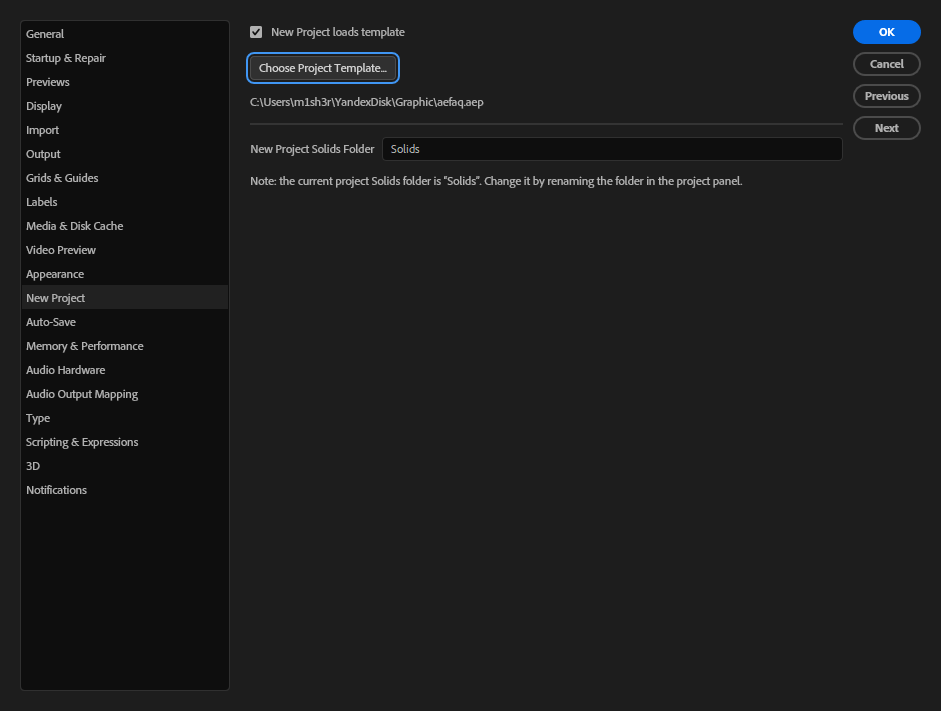 General
Startup & Repair
Previews
Display
Import
Output
Grids & Guides
Labels
Media & Disk Cache
Video Preview
Appearance
New Project
Auto-Save
Memory & Performance
Audio Hardware
Audio Output Mapping
Type
Scripting & Expressions
3D
Notifications
New Project loads template
Choose Project Template...
C:\Users\m1sh3r\YandexDisk\Graphic\aefaq.aep
New Project Solids Folder Solids
Note: the current project Solids folder is "Solids". Change it by renaming the folder in the project panel.
OK
Cancel
Previous
Next